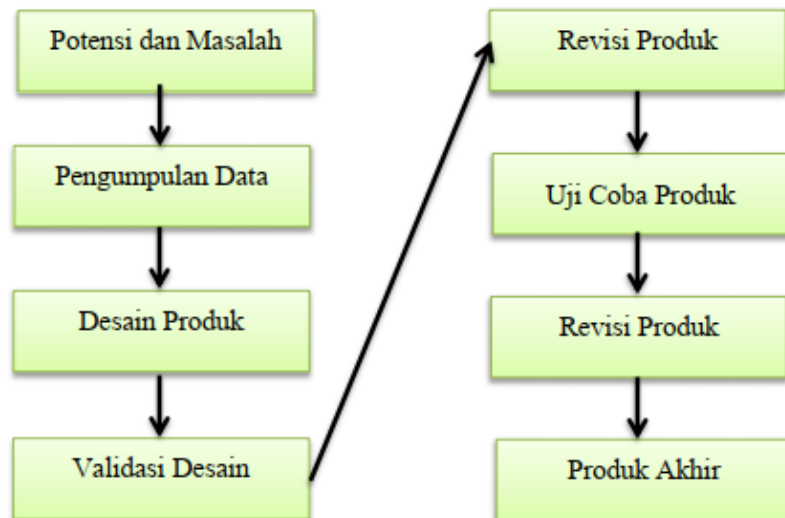 Potensi dan Masalah
Pengumpulan Data
Desain Produk
Validasi Desain
Revisi Produk
Uji Coba Produk
Revisi Produk
Produk Akhir